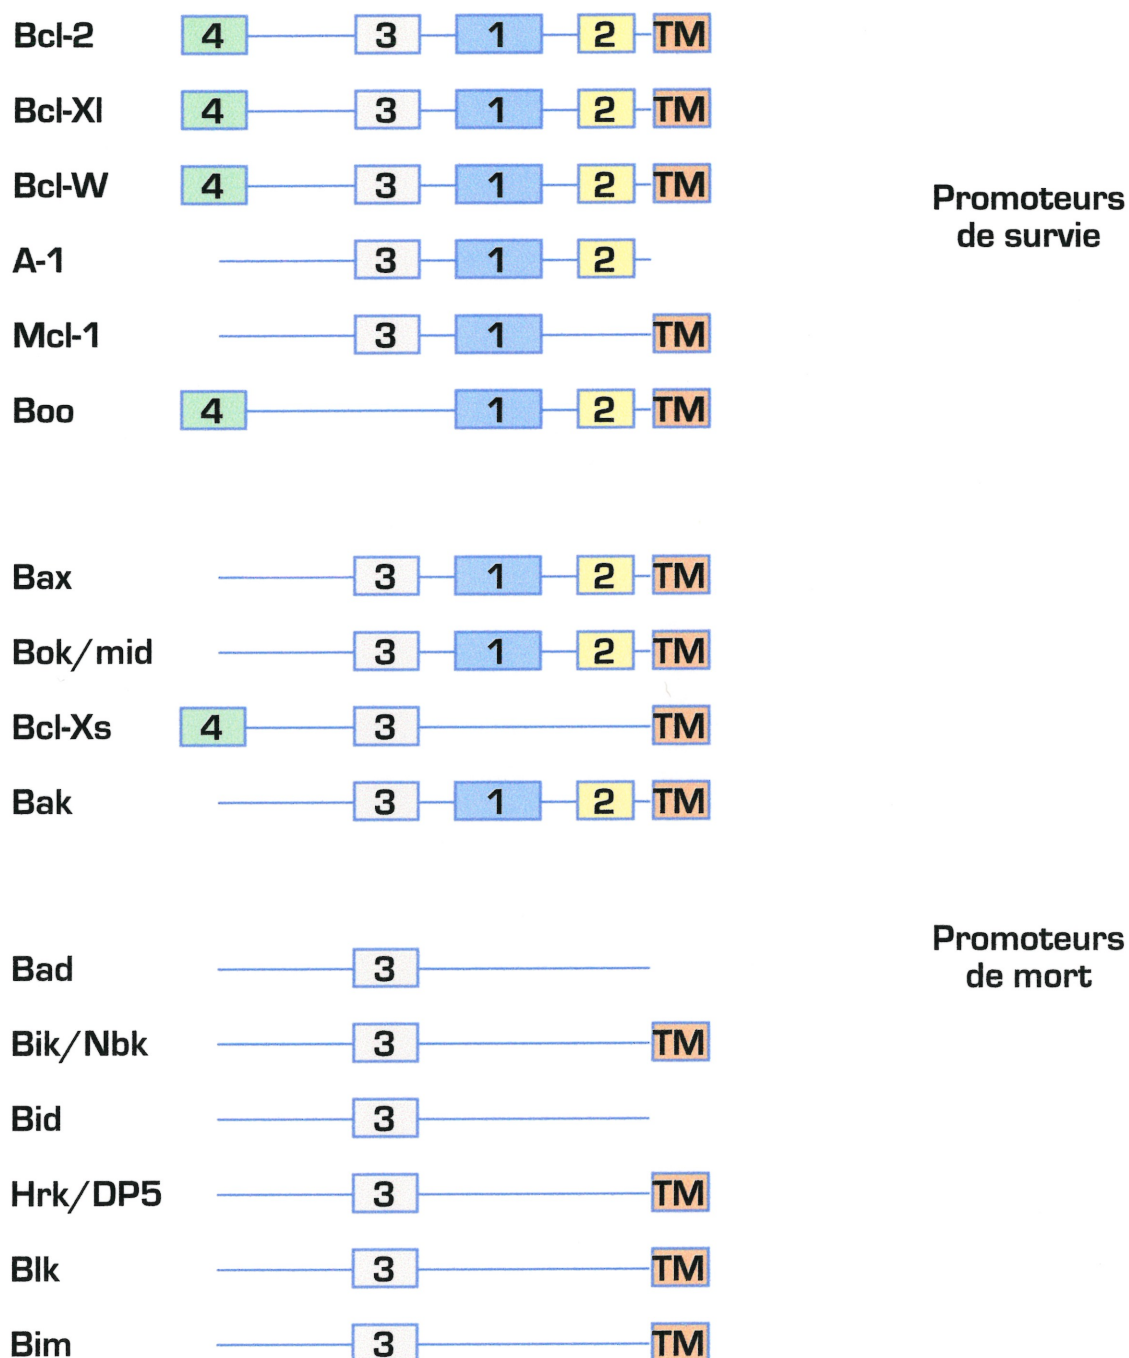 Bcl-2 4 3 1 2 TM
Bcl-Xl 4 3 1 2 TM
Bcl-W 4 3 1 2 TM
Promoteurs
de survie
A-1 3 1 2
Mcl-1 3 1 TM
Boo 4 1 2 TM
Bax 3 1 2 TM
Bok/mid 3 1 2 TM
Bcl-Xs 4 3 TM
Bak 3 1 2 TM
Promoteurs
de mort
Bad 3
Bik/Nbk 3 TM
Bid 3
Hrk/DP5 3 TM
Blk 3 TM
Bim 3 TM